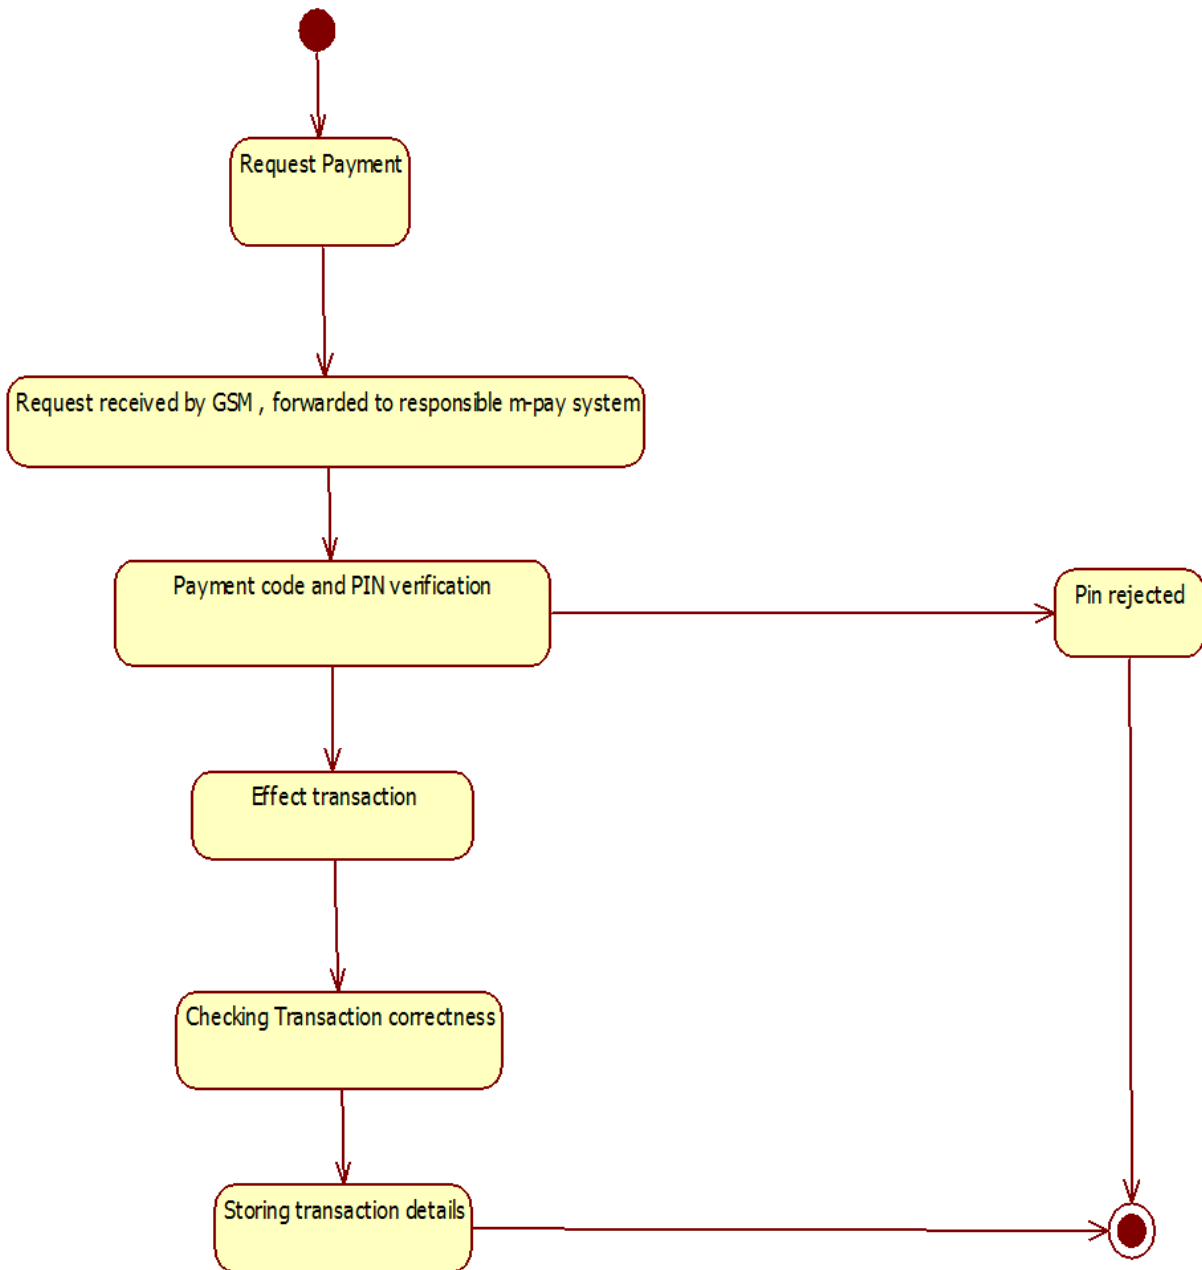 Request Payment
Request received by GSM , forwarded to responsible m-pay system
Payment code and PIN verification
Pin rejected
Effect transaction
Checking Transaction correctness
Storing transaction details